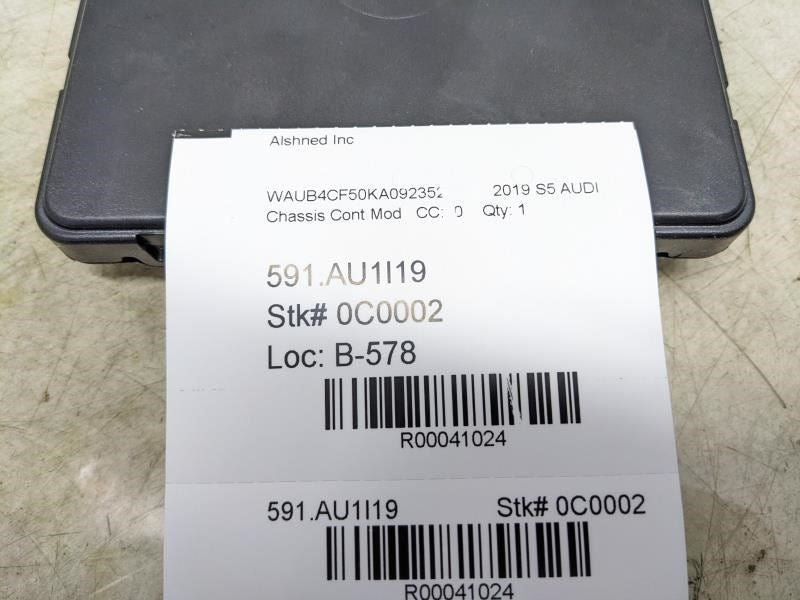 Alshned Inc
WAUB4CF50KA092352 2019 S5 AUDI
Chassis Cont Mod CC: 0 Qty: 1
591.AU1I19
Stk# 0C0002
Loc: B-578
R00041024
591.AU1I19 Stk# 0C0002
R00041024